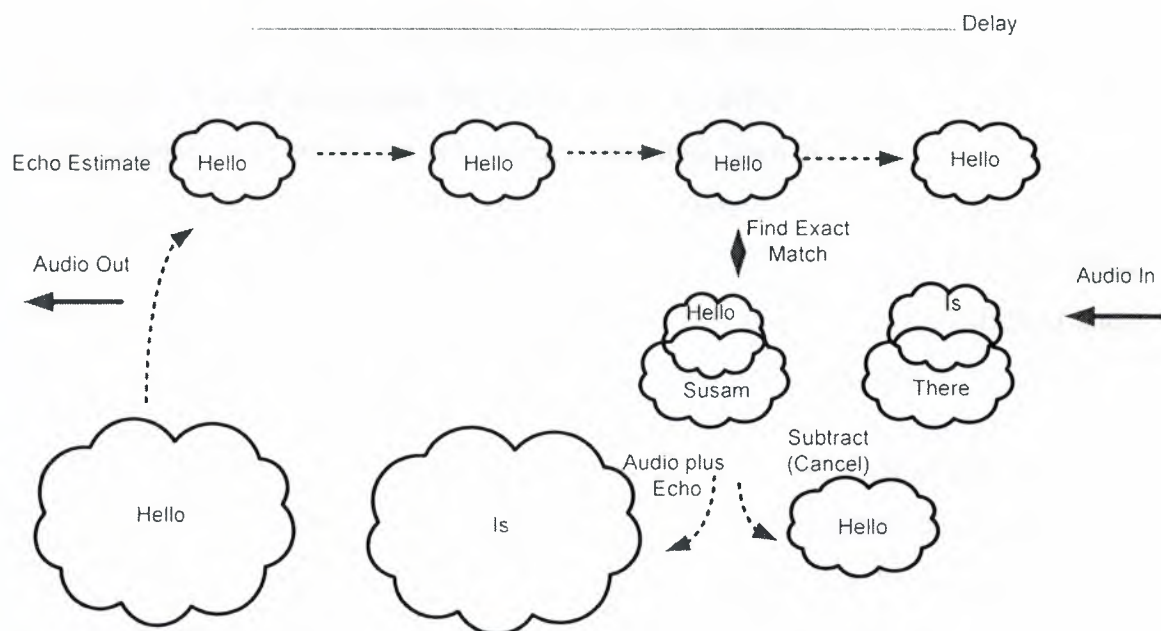 Delay
Echo Estimate
Hello
Hello
Hello
Hello
Find Exact
Match
Audio Out
Audio In
Hello
Susam
Is
There
Subtract
(Cancel)
Audio plus
Echo
Hello
Is
Hello